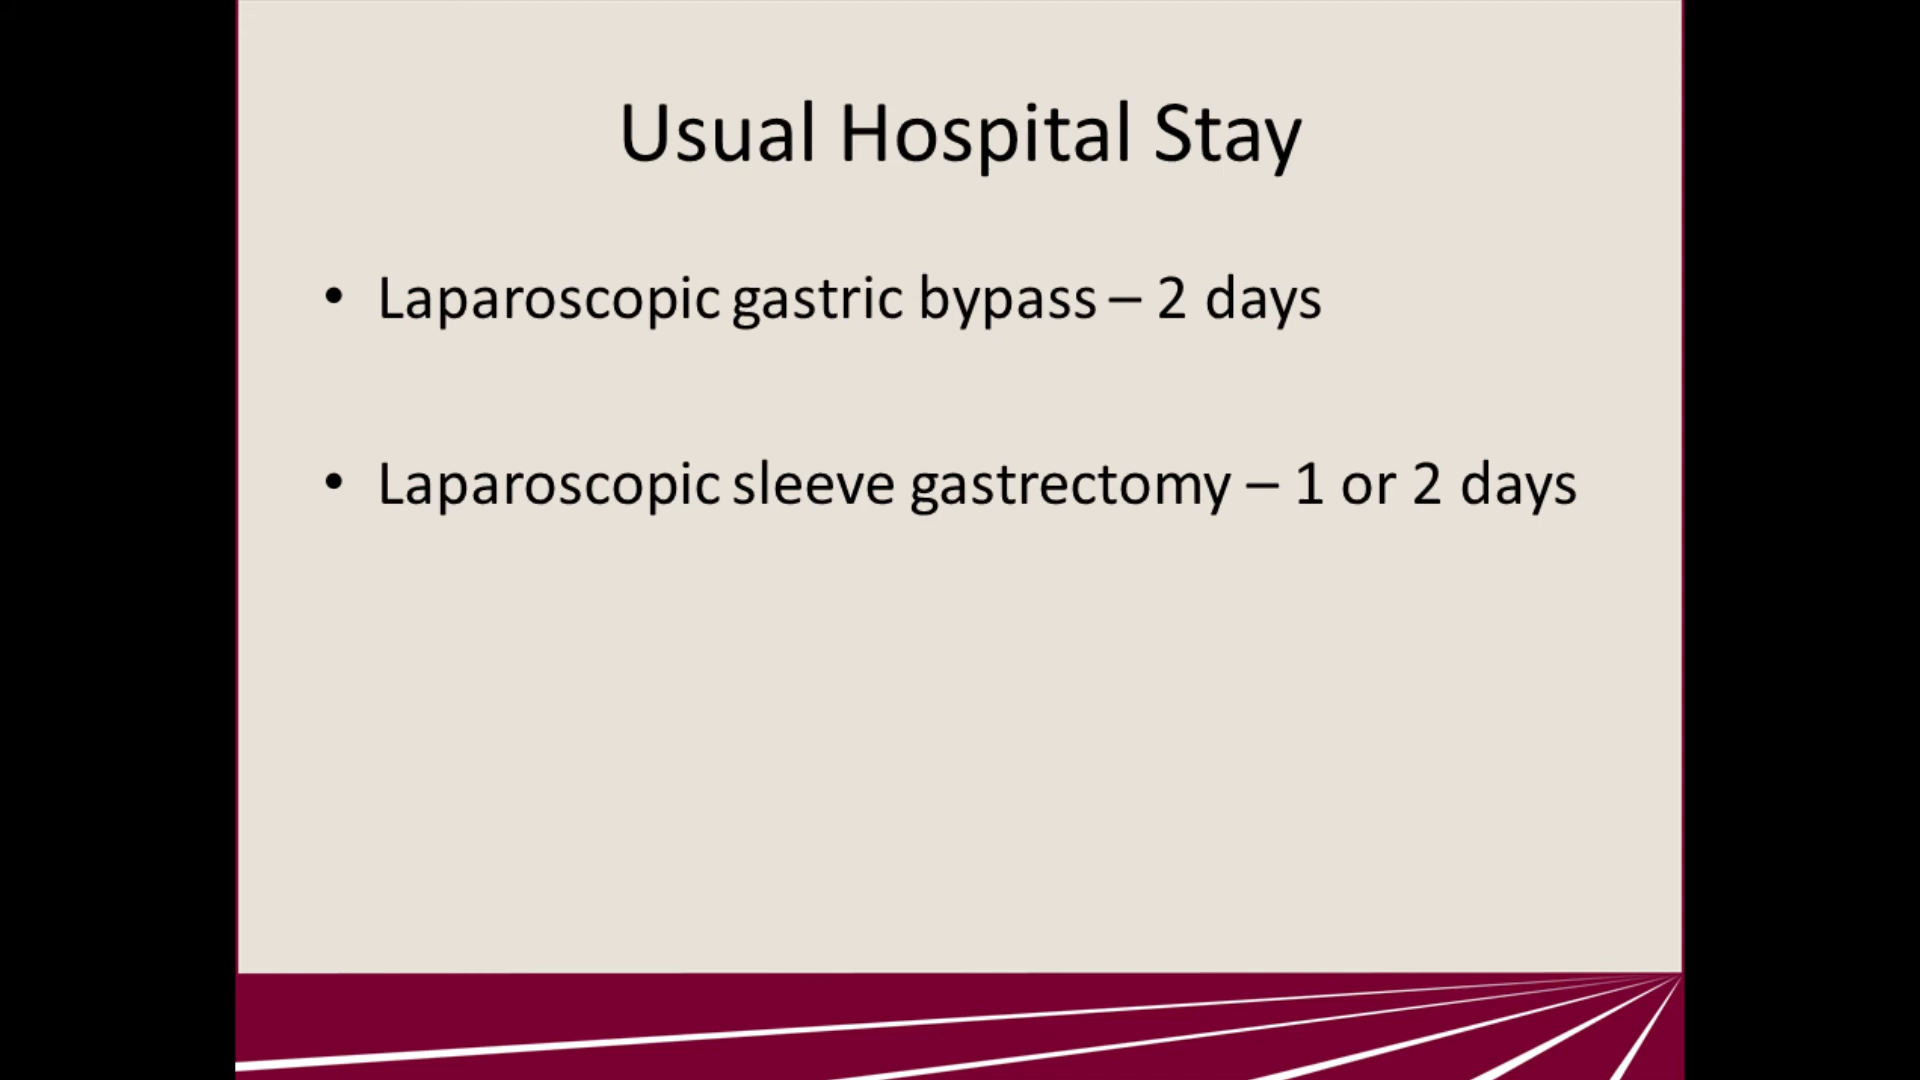 Usual Hospital Stay
• Laparoscopic gastric bypass – 2 days
• Laparoscopic sleeve gastrectomy – 1 or 2 days